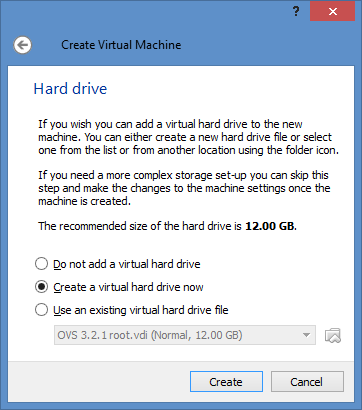 ?
Create Virtual Machine
Hard drive
If you wish you can add a virtual hard drive to the new
machine. You can either create a new hard drive file or select
one from the list or from another location using the folder icon.
If you need a more complex storage set-up you can skip this
step and make the changes to the machine settings once the
machine is created.
The recommended size of the hard drive is 12.00 GB.
Do not add a virtual hard drive
Create a virtual hard drive now
Use an existing virtual hard drive file
OVS 3.2.1 root.vdi (Normal, 12.00 GB)
Create Cancel